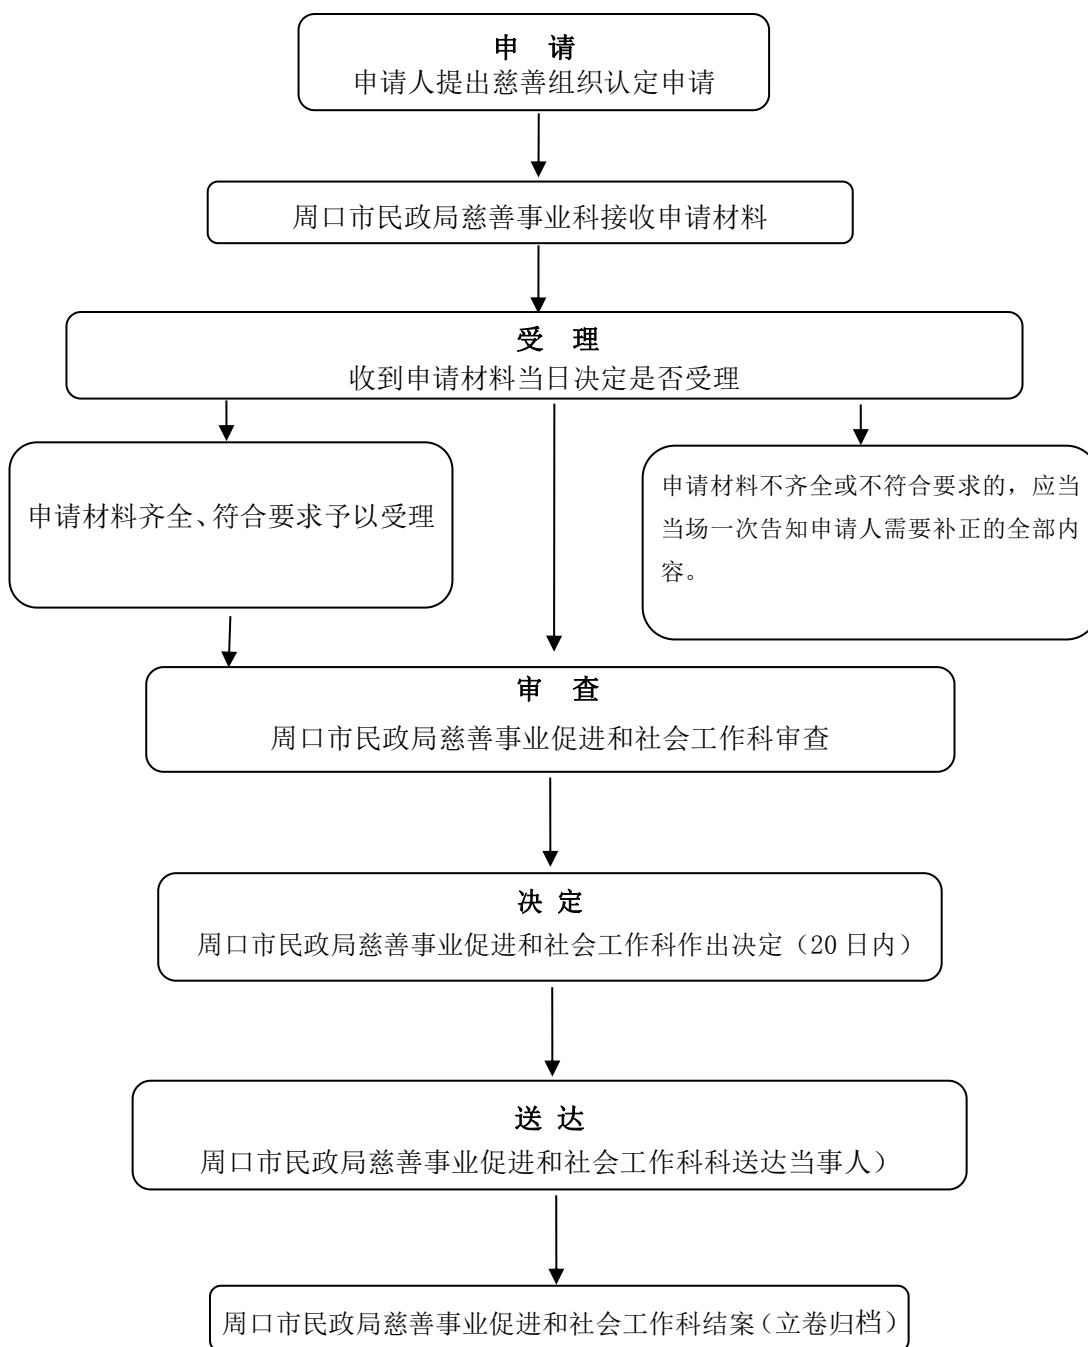 申 请
申请人提出慈善组织认定申请
周口市民政局慈善事业科接收申请材料
受 理
收到申请材料当日决定是否受理
申请材料齐全、符合要求予以受理
申请材料不齐全或不符合要求的，应当
当场一次告知申请人需要补正的全部内
容。
审 查
周口市民政局慈善事业促进和社会工作科审查
决 定
周口市民政局慈善事业促进和社会工作科作出决定（20 日内）
送 达
周口市民政局慈善事业促进和社会工作科科送达当事人）
周口市民政局慈善事业促进和社会工作科结案（立卷归档）